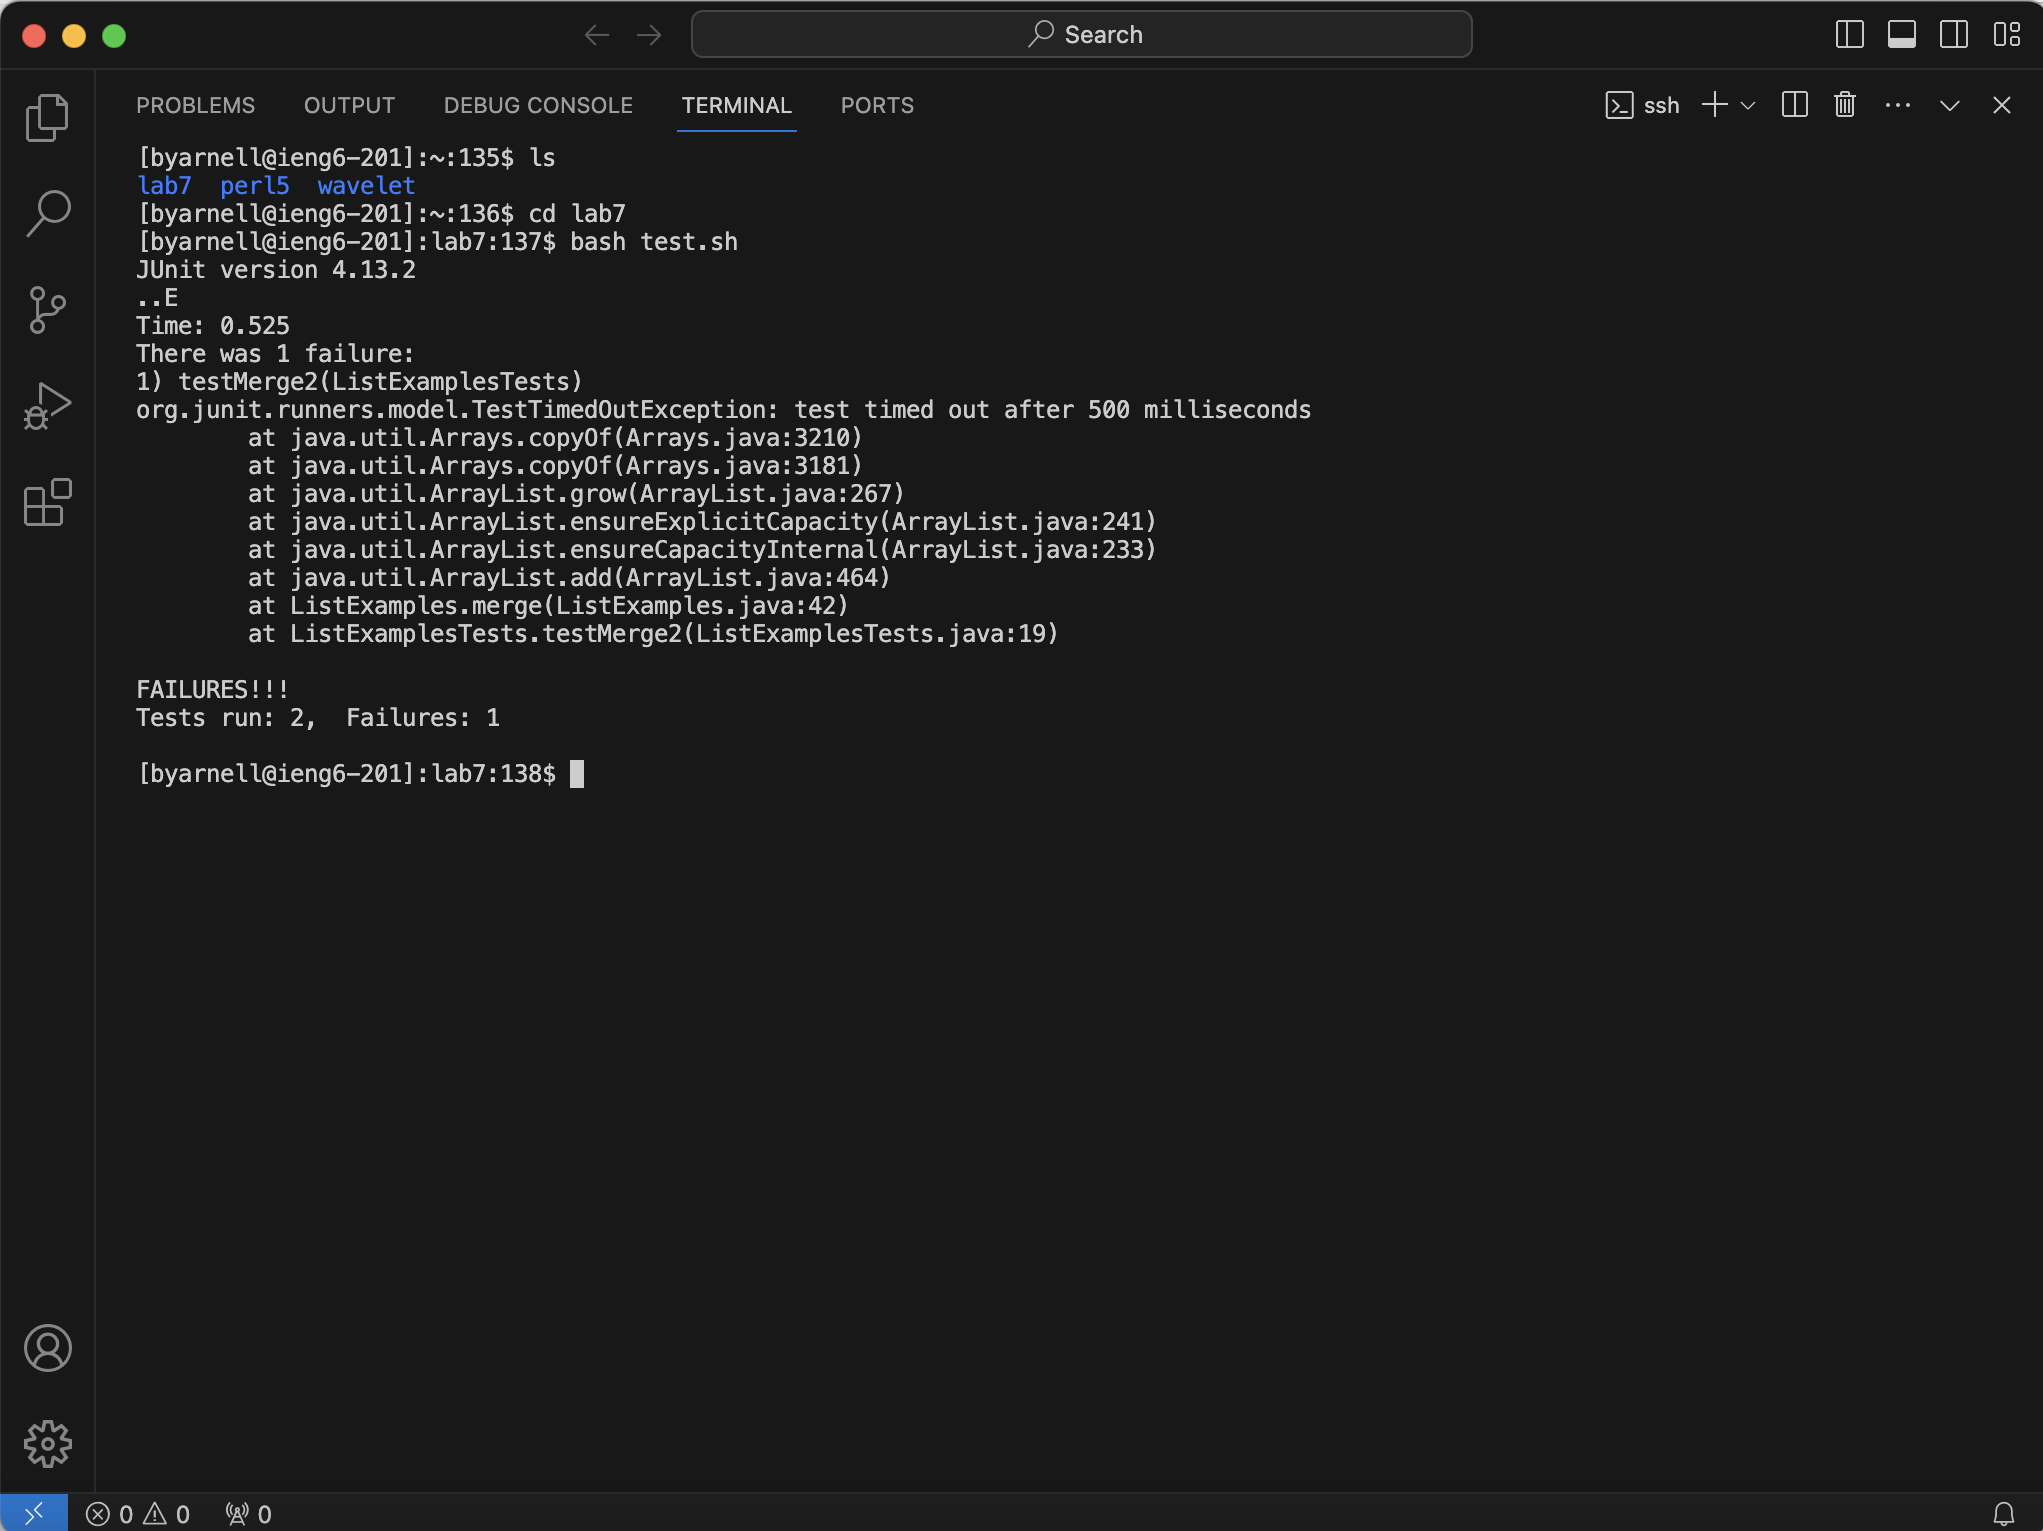 Search
PROBLEMS OUTPUT DEBUG CONSOLE TERMINAL PORTS ssh
[byarnell@ieng6-201]:~:135$ ls
lab7  perl5  wavelet
[byarnell@ieng6-201]:~:136$ cd lab7
[byarnell@ieng6-201]:lab7:137$ bash test.sh
JUnit version 4.13.2
..E
Time: 0.525
There was 1 failure:
1) testMerge2(ListExamplesTests)
org.junit.runners.model.TestTimedOutException: test timed out after 500 milliseconds
        at java.util.Arrays.copyOf(Arrays.java:3210)
        at java.util.Arrays.copyOf(Arrays.java:3181)
        at java.util.ArrayList.grow(ArrayList.java:267)
        at java.util.ArrayList.ensureExplicitCapacity(ArrayList.java:241)
        at java.util.ArrayList.ensureCapacityInternal(ArrayList.java:233)
        at java.util.ArrayList.add(ArrayList.java:464)
        at ListExamples.merge(ListExamples.java:42)
        at ListExamplesTests.testMerge2(ListExamplesTests.java:19)
FAILURES!!!
Tests run: 2,  Failures: 1
[byarnell@ieng6-201]:lab7:138$
0 0 0